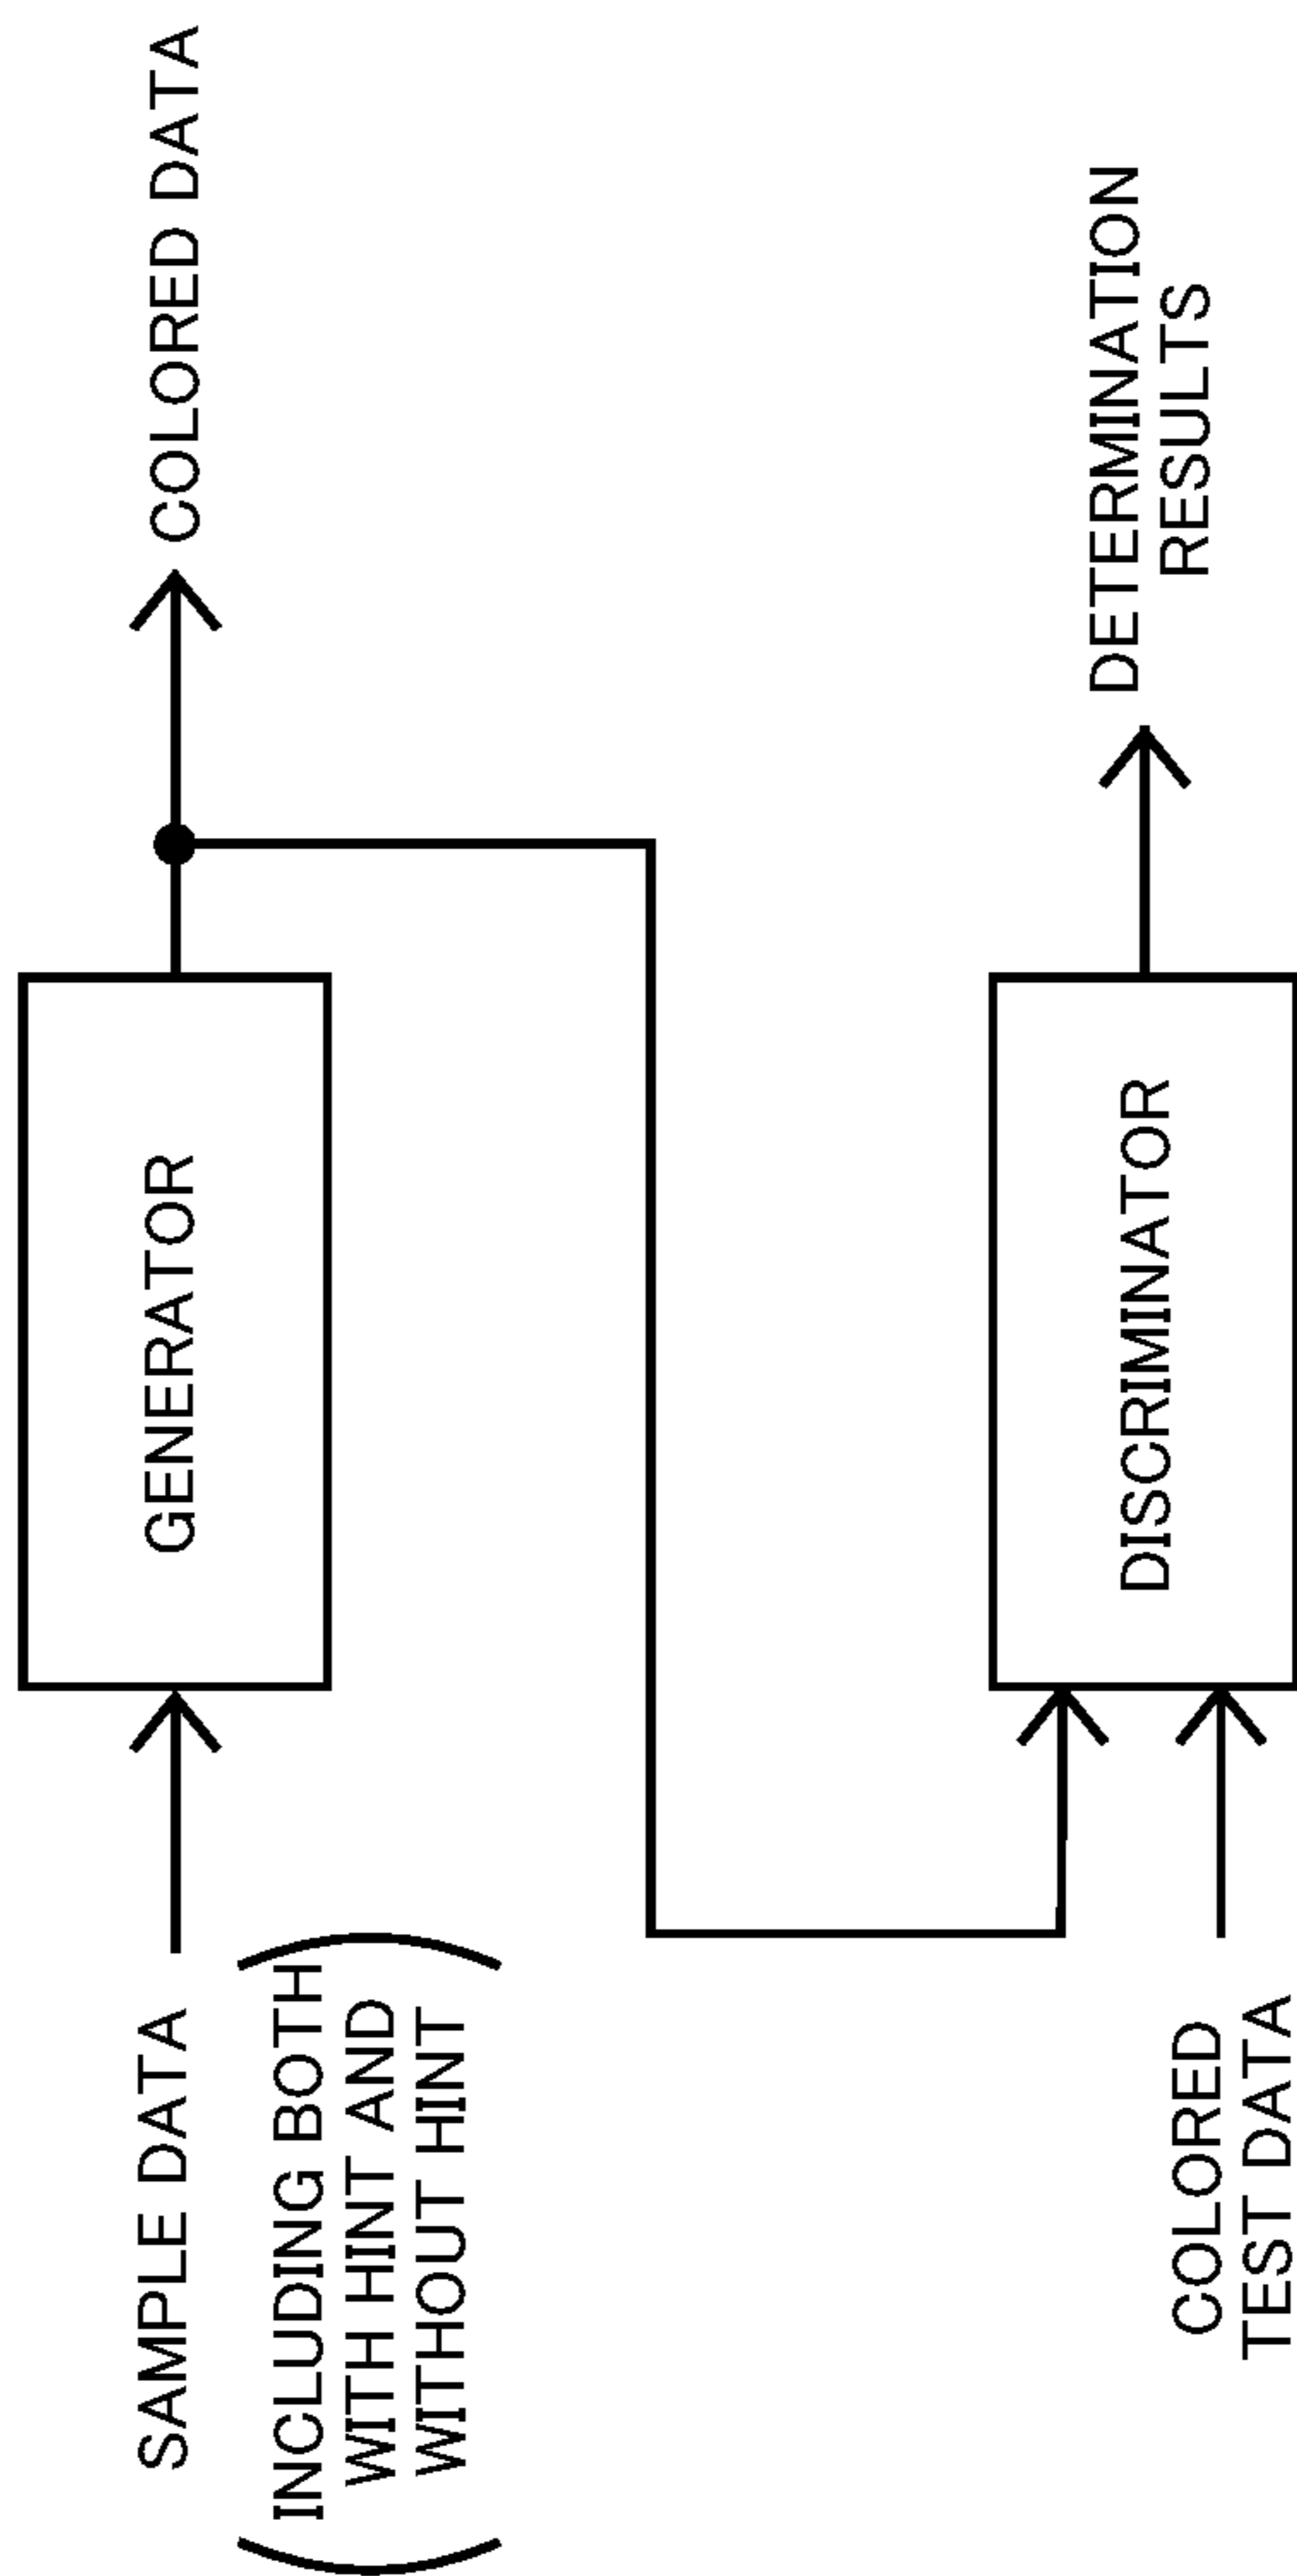 SAMPLE DATA
(INCLUDING BOTH
WITH HINT AND
WITHOUT HINT)
GENERATOR
COLORED DATA
COLORED
TEST DATA
DISCRIMINATOR
DETERMINATION
RESULTS